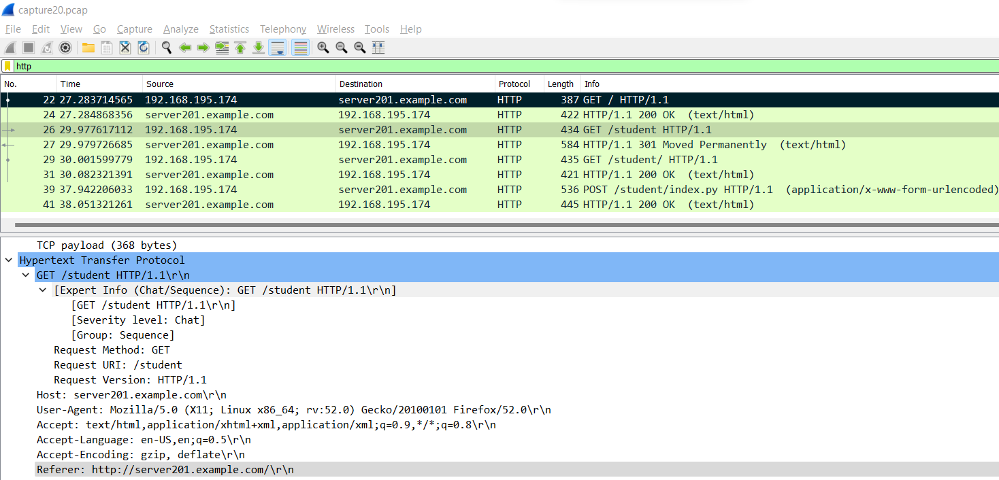 capture20.pcap
File Edit View Go Capture Analyze Statistics Telephony Wireless Tools Help
http
No. Time Source Destination Protocol Length Info
22 27.283714565 192.168.195.174 server201.example.com HTTP 387 GET / HTTP/1.1
24 27.284868356 server201.example.com 192.168.195.174 HTTP 422 HTTP/1.1 200 OK (text/html)
26 29.977617112 192.168.195.174 server201.example.com HTTP 434 GET /student HTTP/1.1
27 29.979726685 server201.example.com 192.168.195.174 HTTP 584 HTTP/1.1 301 Moved Permanently (text/html)
29 30.001599779 192.168.195.174 server201.example.com HTTP 435 GET /student/ HTTP/1.1
31 30.082321391 server201.example.com 192.168.195.174 HTTP 421 HTTP/1.1 200 OK (text/html)
39 37.942206033 192.168.195.174 server201.example.com HTTP 536 POST /student/index.py HTTP/1.1 (application/x-www-form-urlencoded)
41 38.051321261 server201.example.com 192.168.195.174 HTTP 445 HTTP/1.1 200 OK (text/html)
TCP payload (368 bytes)
Hypertext Transfer Protocol
GET /student HTTP/1.1\r\n
[Expert Info (Chat/Sequence): GET /student HTTP/1.1\r\n]
[GET /student HTTP/1.1\r\n]
[Severity level: Chat]
[Group: Sequence]
Request Method: GET
Request URI: /student
Request Version: HTTP/1.1
Host: server201.example.com\r\n
User-Agent: Mozilla/5.0 (X11; Linux x86_64; rv:52.0) Gecko/20100101 Firefox/52.0\r\n
Accept: text/html,application/xhtml+xml,application/xml;q=0.9,*/*;q=0.8\r\n
Accept-Language: en-US,en;q=0.5\r\n
Accept-Encoding: gzip, deflate\r\n
Referer: http://server201.example.com/\r\n